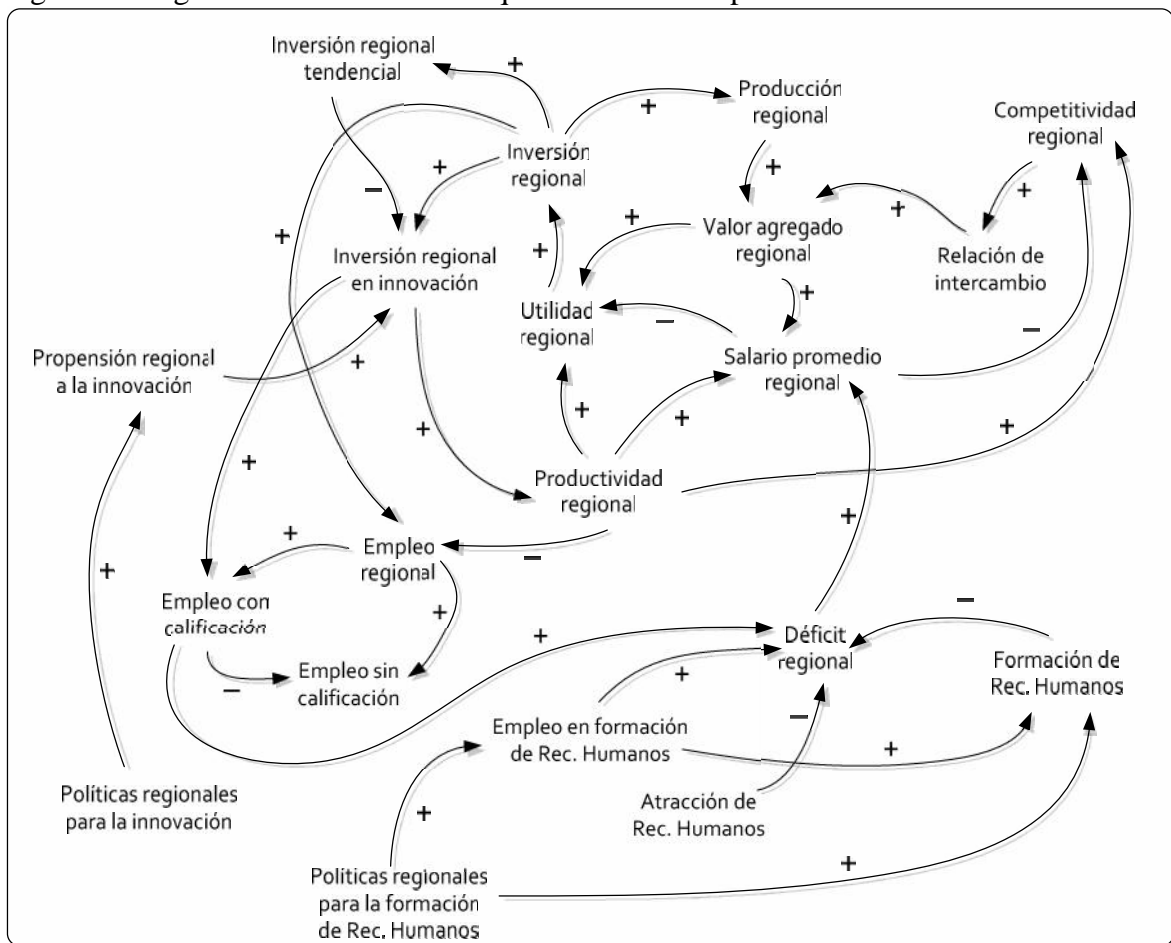 Inversión regional
tendencial
+
+
Producción
regional
Competitividad
regional
+
Inversión
regional
+
+
−
+
+
+
Valor agregado
regional
+
Relación de
intercambio
Inversión regional
en innovación
+
Utilidad
regional
−
+
−
Propensión regional
a la innovación
+
Salario promedio
regional
+
+
+
+
+
Productividad
regional
+
+
Empleo
regional
−
+
+
Empleo con
calificación
+
−
Empleo sin
calificación
+
Déficit
regional
−
Formación de
Rec. Humanos
+
Empleo en formación
de Rec. Humanos
−
+
Políticas regionales
para la innovación
Atracción de
Rec. Humanos
+
+
Políticas regionales
para la formación
de Rec. Humanos